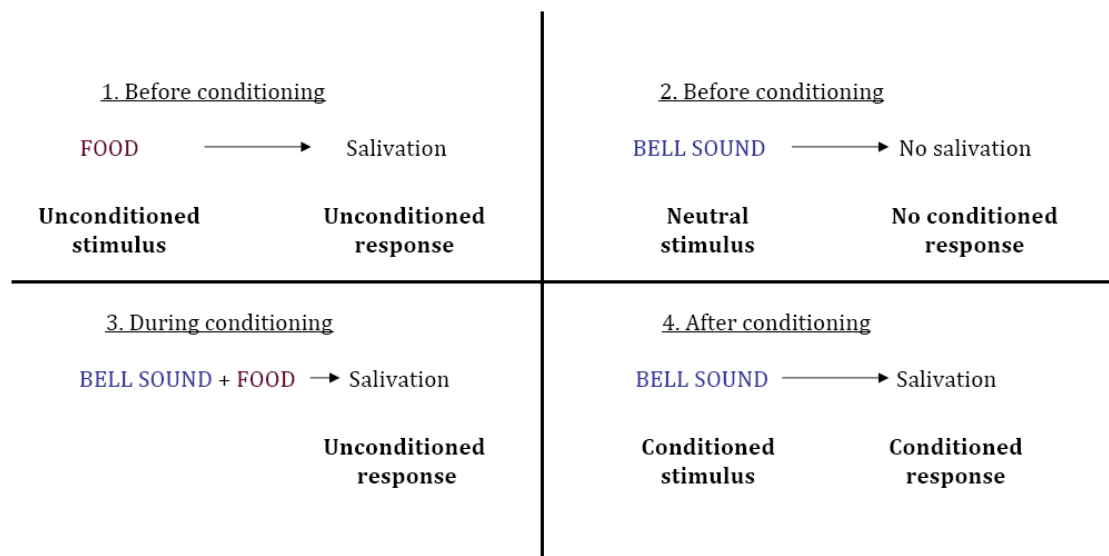 1. Before conditioning
FOOD → Salivation
Unconditioned stimulus
Unconditioned response
2. Before conditioning
BELL SOUND → No salivation
Neutral stimulus
No conditioned response
3. During conditioning
BELL SOUND + FOOD → Salivation
Unconditioned response
4. After conditioning
BELL SOUND → Salivation
Conditioned stimulus
Conditioned response